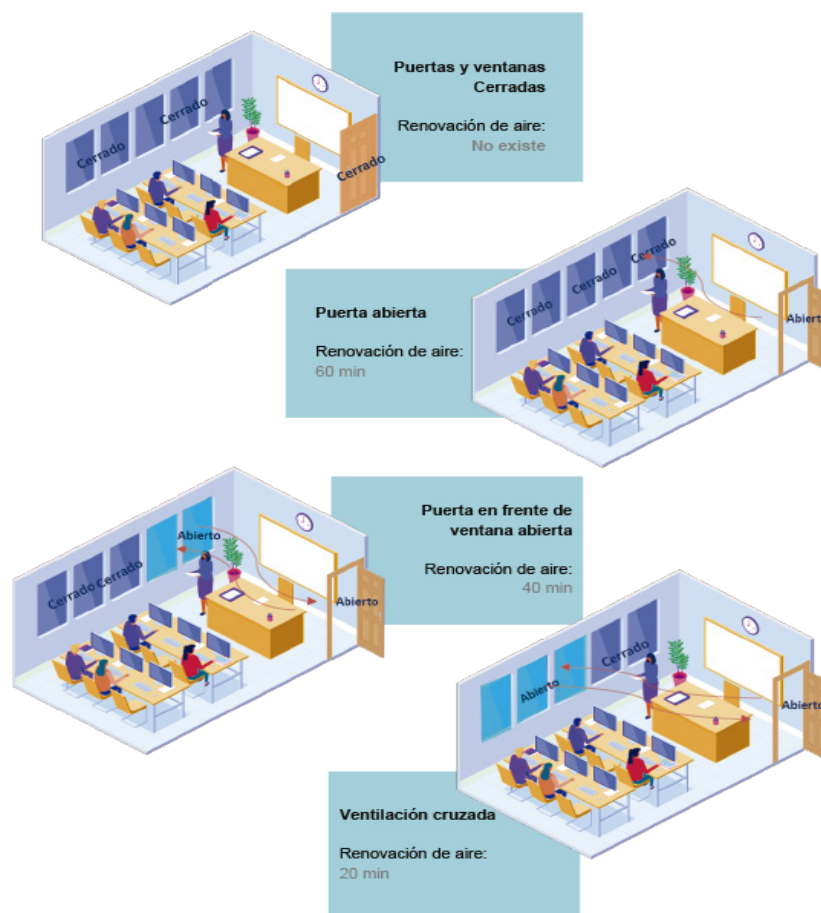 Puertas y ventanas
Cerradas
Renovación de aire:
No existe
Cerrado
Cerrado
Cerrado
Puerta abierta
Renovación de aire:
60 min
Cerrado
Cerrado
Cerrado
Abierto
Puerta en frente de
ventana abierta
Renovación de aire:
40 min
Abierto
Cerrado Cerrado
Abierto
Ventilación cruzada
Renovación de aire:
20 min
Cerrado
Abierto
Abierto